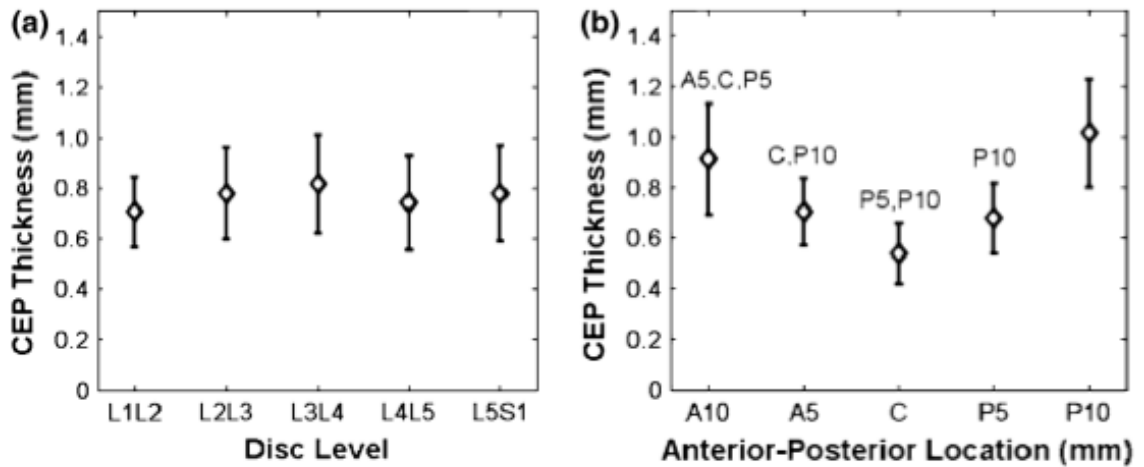 (a)
CEP Thickness (mm)
1.4
1.2
1.0
0.8
0.6
0.4
0.2
0
L1L2 L2L3 L3L4 L4L5 L5S1
Disc Level
(b)
CEP Thickness (mm)
1.4
1.2
1.0
0.8
0.6
0.4
0.2
0
A5,C,P5
C,P10
P5,P10
P10
A10 A5 C P5 P10
Anterior-Posterior Location (mm)